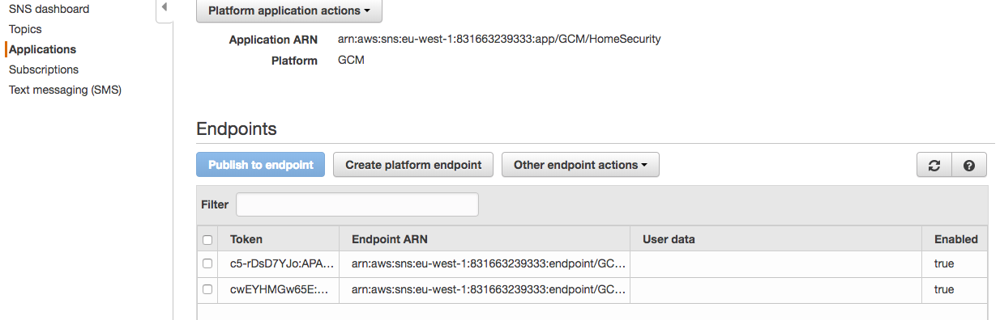 SNS dashboard
Topics
Applications
Subscriptions
Text messaging (SMS)
Platform application actions
Application ARN arn:aws:sns:eu-west-1:831663239333:app/GCM/HomeSecurity
Platform GCM
Endpoints
Publish to endpoint Create platform endpoint Other endpoint actions
Filter
Token Endpoint ARN User data Enabled
c5-rDsD7YJo:APA... arn:aws:sns:eu-west-1:831663239333:endpoint/GC... true
cwEYHMGw65E:... arn:aws:sns:eu-west-1:831663239333:endpoint/GC... true